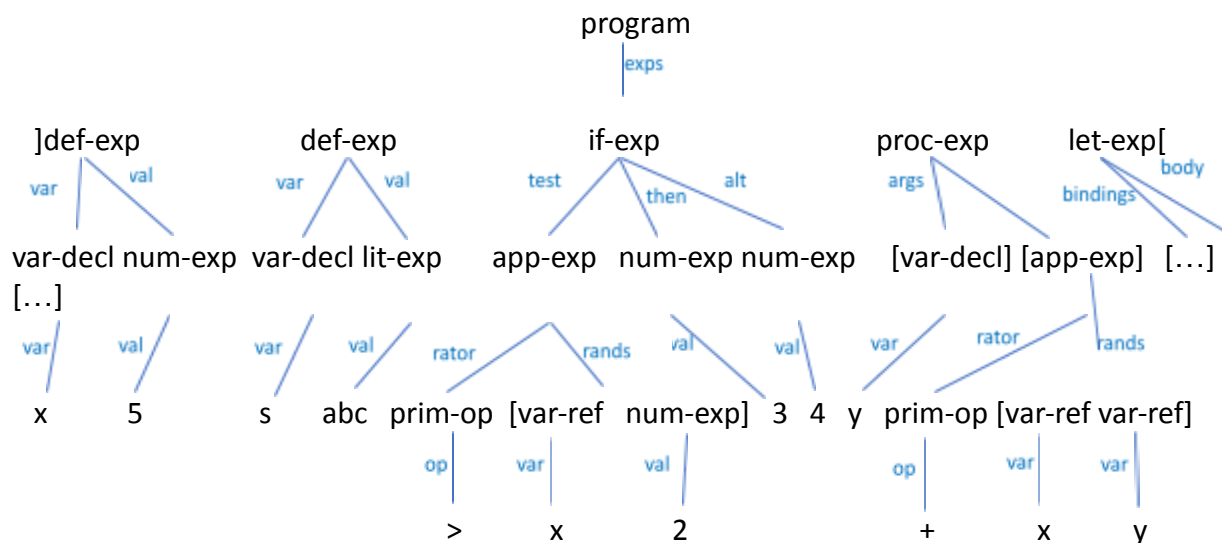 program
exps
]def-exp def-exp if-exp proc-exp let-exp[
var val var val test then alt args bindings body
var-decl num-exp var-decl lit-exp app-exp num-exp num-exp [var-decl] [app-exp] […]
[…]
var val var val rator rands val val var rator rands
x 5 s abc prim-op [var-ref num-exp] 3 4 y prim-op [var-ref var-ref]
op var val op var var
> x 2 + x y